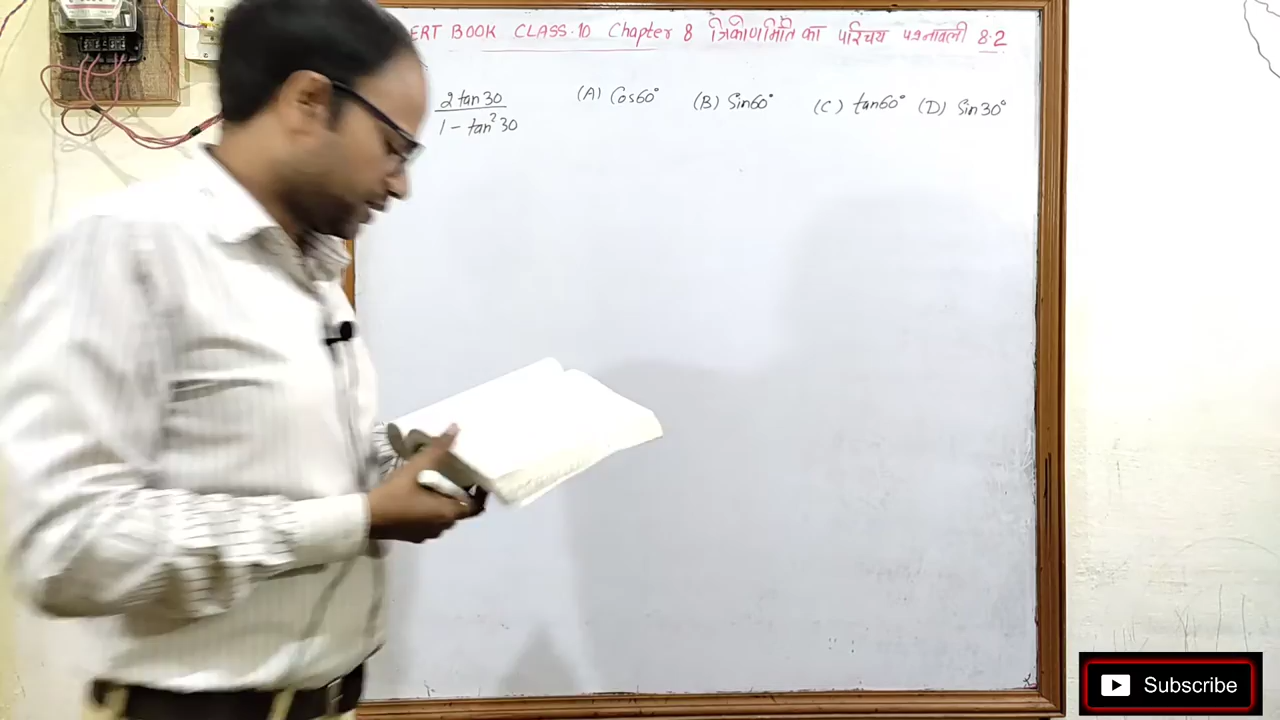 ERT BOOK CLASS-10 Chapter 8 त्रिकोणमिति का परिचय प्रश्नावली 8.2
2 tan 30 / 1 - tan² 30 (A) Cos60° (B) Sin60° (C) tan60° (D) Sin30°
Subscribe